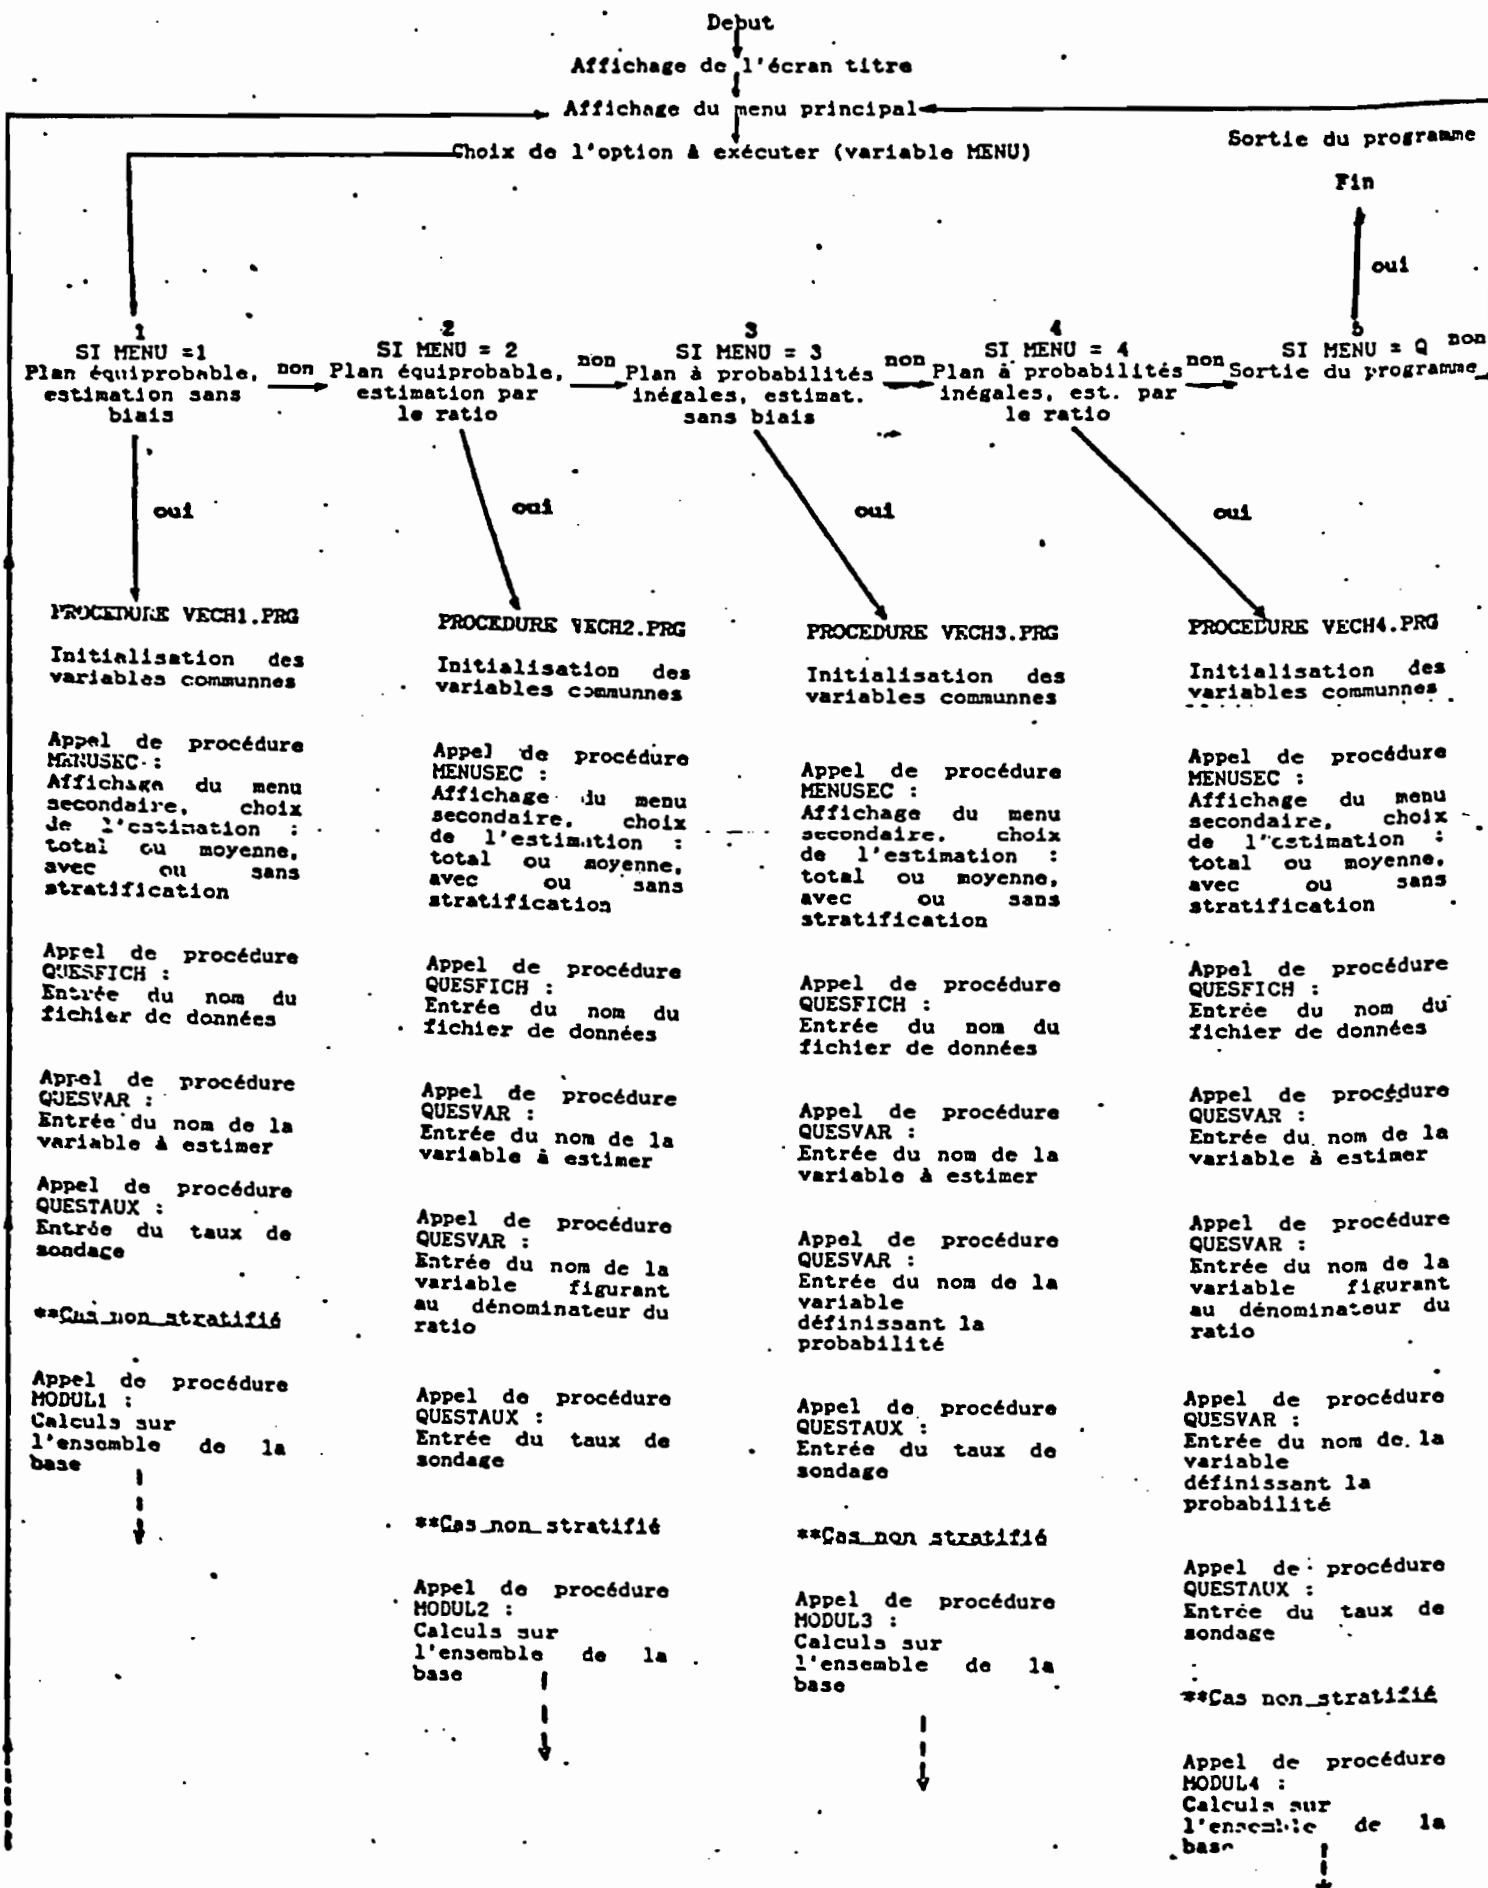 Debut
Affichage de l'écran titre
Affichage du menu principal
Choix de l'option à exécuter (variable MENU)
Sortie du programme
Fin
oui
1
SI MENU =1
Plan équiprobable,
estimation sans
biais
non
2
SI MENU = 2
Plan équiprobable,
estimation par
le ratio
non
3
SI MENU = 3
Plan à probabilités
inégales, estimat.
sans biais
non
4
SI MENU = 4
Plan à probabilités
inégales, est. par
le ratio
non
5
SI MENU = Q
Sortie du programme
non
oui
oui
oui
oui
PROCEDURE VECH1.PRG
Initialisation des
variables communnes
Appel de procédure
MENUSEC :
Affichage du menu
secondaire, choix
de l'estimation :
total ou moyenne,
avec ou sans
stratification
Appel de procédure
QUESFICH :
Entrée du nom du
fichier de données
Appel de procédure
QUESVAR :
Entrée du nom de la
variable à estimer
Appel de procédure
QUESTAUX :
Entrée du taux de
sondage
**Cas non stratifié
Appel de procédure
MODUL1 :
Calculs sur
l'ensemble de la
base
PROCEDURE VECH2.PRG
Initialisation des
variables communnes
Appel de procédure
MENUSEC :
Affichage du menu
secondaire, choix
de l'estimation :
total ou moyenne,
avec ou sans
stratification
Appel de procédure
QUESFICH :
Entrée du nom du
fichier de données
Appel de procédure
QUESVAR :
Entrée du nom de la
variable à estimer
Appel de procédure
QUESVAR :
Entrée du nom de la
variable figurant
au dénominateur du
ratio
Appel de procédure
QUESTAUX :
Entrée du taux de
sondage
**Cas non stratifié
Appel de procédure
MODUL2 :
Calculs sur
l'ensemble de la
base
PROCEDURE VECH3.PRG
Initialisation des
variables communnes
Appel de procédure
MENUSEC :
Affichage du menu
secondaire, choix
de l'estimation :
total ou moyenne,
avec ou sans
stratification
Appel de procédure
QUESFICH :
Entrée du nom du
fichier de données
Appel de procédure
QUESVAR :
Entrée du nom de la
variable à estimer
Appel de procédure
QUESVAR :
Entrée du nom de la
variable
définissant la
probabilité
Appel de procédure
QUESTAUX :
Entrée du taux de
sondage
**Cas non stratifié
Appel de procédure
MODUL3 :
Calculs sur
l'ensemble de la
base
PROCEDURE VECH4.PRG
Initialisation des
variables communnes
Appel de procédure
MENUSEC :
Affichage du menu
secondaire, choix
de l'estimation :
total ou moyenne,
avec ou sans
stratification
Appel de procédure
QUESFICH :
Entrée du nom du
fichier de données
Appel de procédure
QUESVAR :
Entrée du nom de la
variable à estimer
Appel de procédure
QUESVAR :
Entrée du nom de la
variable figurant
au dénominateur du
ratio
Appel de procédure
QUESVAR :
Entrée du nom de la
variable
définissant la
probabilité
Appel de procédure
QUESTAUX :
Entrée du taux de
sondage
**Cas non stratifié
Appel de procédure
MODUL4 :
Calculs sur
l'ensemble de la
base